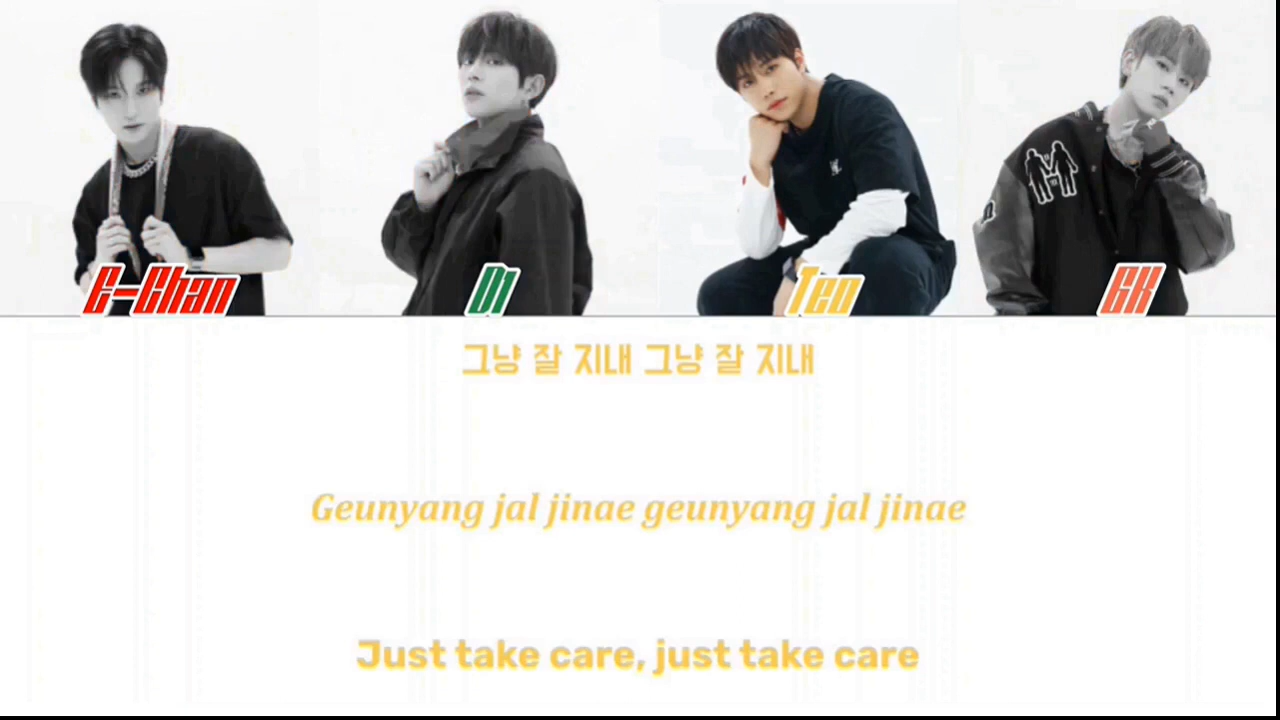 E-Chan
D1
Teo
GK
그냥 잘 지내 그냥 잘 지내
Geunyang jal jinae geunyang jal jinae
Just take care, just take care